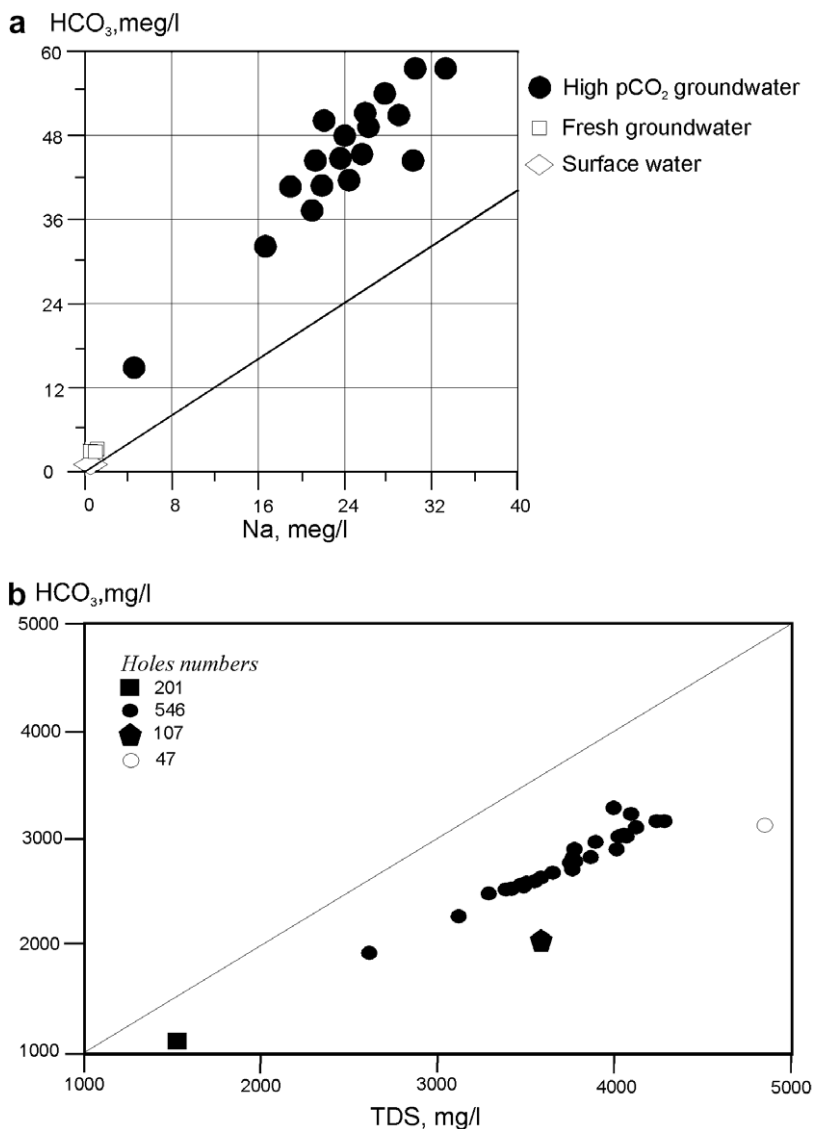 a HCO₃,meg/l
60
48
36
24
12
0
0 8 16 24 32 40
Na, meg/l
High pCO₂ groundwater
Fresh groundwater
Surface water
b HCO₃,mg/l
5000
4000
3000
2000
1000
Holes numbers
201
546
107
47
1000 2000 3000 4000 5000
TDS, mg/l